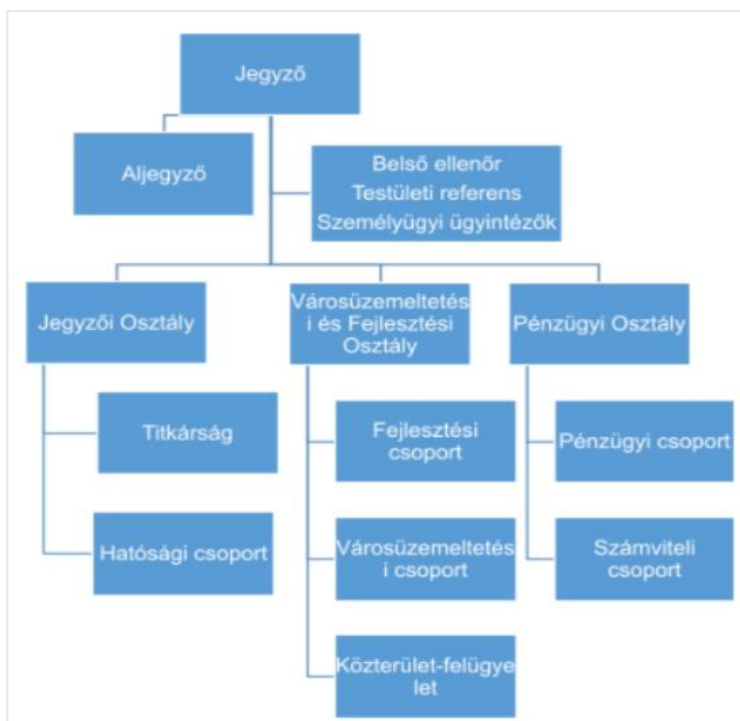 Jegyző
Aljegyző
Belső ellenőr
Testületi referens
Személyügyi ügyintézők
Jegyzői Osztály
Városüzemeltetés
i és Fejlesztési
Osztály
Pénzügyi Osztály
Titkárság
Fejlesztési
csoport
Pénzügyi csoport
Hatósági csoport
Városüzemeltetés
i csoport
Számviteli
csoport
Közterület-felügye
let